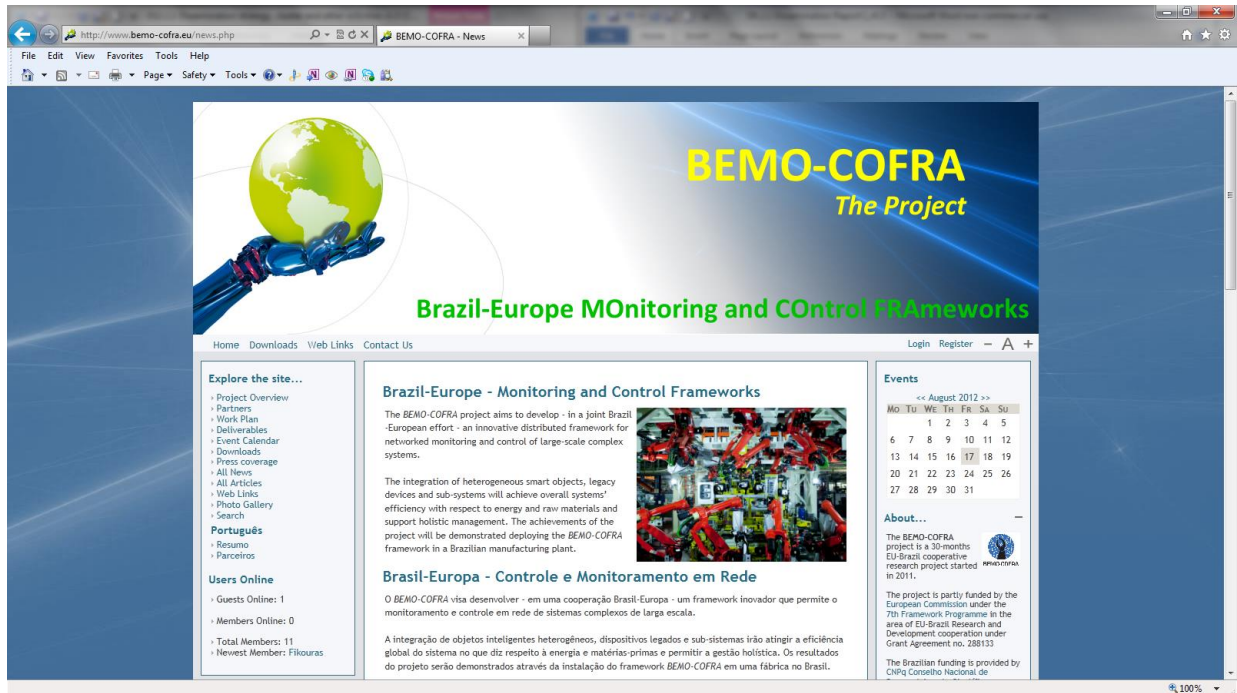 http://www.bemo-cofra.eu/news.php
BEMO-COFRA - News
File Edit View Favorites Tools Help
Page Safety Tools
BEMO-COFRA
The Project
Brazil-Europe MOnitoring and COntrol FRAmeworks
Home Downloads Web Links Contact Us
Login Register − A +
Explore the site...
Project Overview
Partners
Work Plan
Deliverables
Event Calendar
Downloads
Press coverage
All News
All Articles
Web Links
Photo Gallery
Search
Português
Resumo
Parceiros
Users Online
Guests Online: 1
Members Online: 0
Total Members: 11
Newest Member: Fikouras
Brazil-Europe - Monitoring and Control Frameworks
The BEMO-COFRA project aims to develop - in a joint Brazil
-European effort - an innovative distributed framework for
networked monitoring and control of large-scale complex
systems.
The integration of heterogeneous smart objects, legacy
devices and sub-systems will achieve overall systems'
efficiency with respect to energy and raw materials and
support holistic management. The achievements of the
project will be demonstrated deploying the BEMO-COFRA
framework in a Brazilian manufacturing plant.
Brasil-Europa - Controle e Monitoramento em Rede
O BEMO-COFRA visa desenvolver - em uma cooperação Brasil-Europa - um framework inovador que permite o
monitoramento e controle em rede de sistemas complexos de larga escala.
A integração de objetos inteligentes heterogêneos, dispositivos legados e sub-sistemas irão atingir a eficiência
global do sistema no que diz respeito à energia e matérias-primas e permitir a gestão holística. Os resultados
do projeto serão demonstrados através da instalação do framework BEMO-COFRA em uma fábrica no Brasil.
Events
<< August 2012 >>
Mo Tu We Th Fr Sa Su
1 2 3 4 5
6 7 8 9 10 11 12
13 14 15 16 17 18 19
20 21 22 23 24 25 26
27 28 29 30 31
About... −
The BEMO-COFRA
project is a 30-months
EU-Brazil cooperative
research project started
in 2011.
BEMO-COFRA
The project is partly funded by the
European Commission under the
7th Framework Programme in the
area of EU-Brazil Research and
Development cooperation under
Grant Agreement no. 288133
The Brazilian funding is provided by
CNPq Conselho Nacional de
100%